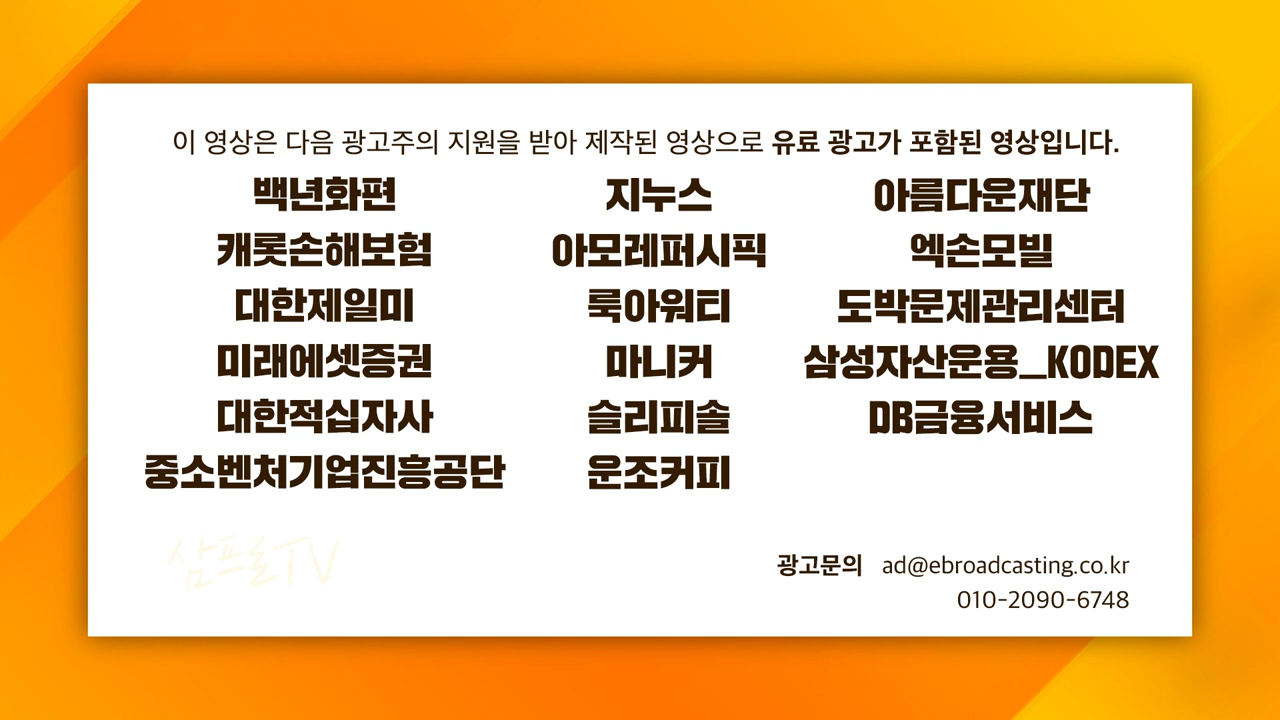 이 영상은 다음 광고주의 지원을 받아 제작된 영상으로 유료 광고가 포함된 영상입니다.
백년화편 지누스 아름다운재단
캐롯손해보험 아모레퍼시픽 엑손모빌
대한제일미 룩아워티 도박문제관리센터
미래에셋증권 마니커 삼성자산운용_KODEX
대한적십자사 슬리피솔 DB금융서비스
중소벤처기업진흥공단 운조커피
삼프로TV
광고문의 ad@ebroadcasting.co.kr
010-2090-6748